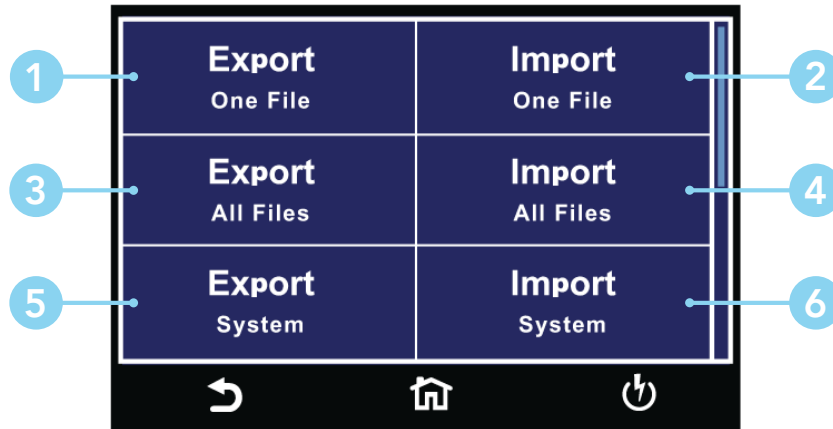 1
Export
One File
Import
One File
2
3
Export
All Files
Import
All Files
4
5
Export
System
Import
System
6